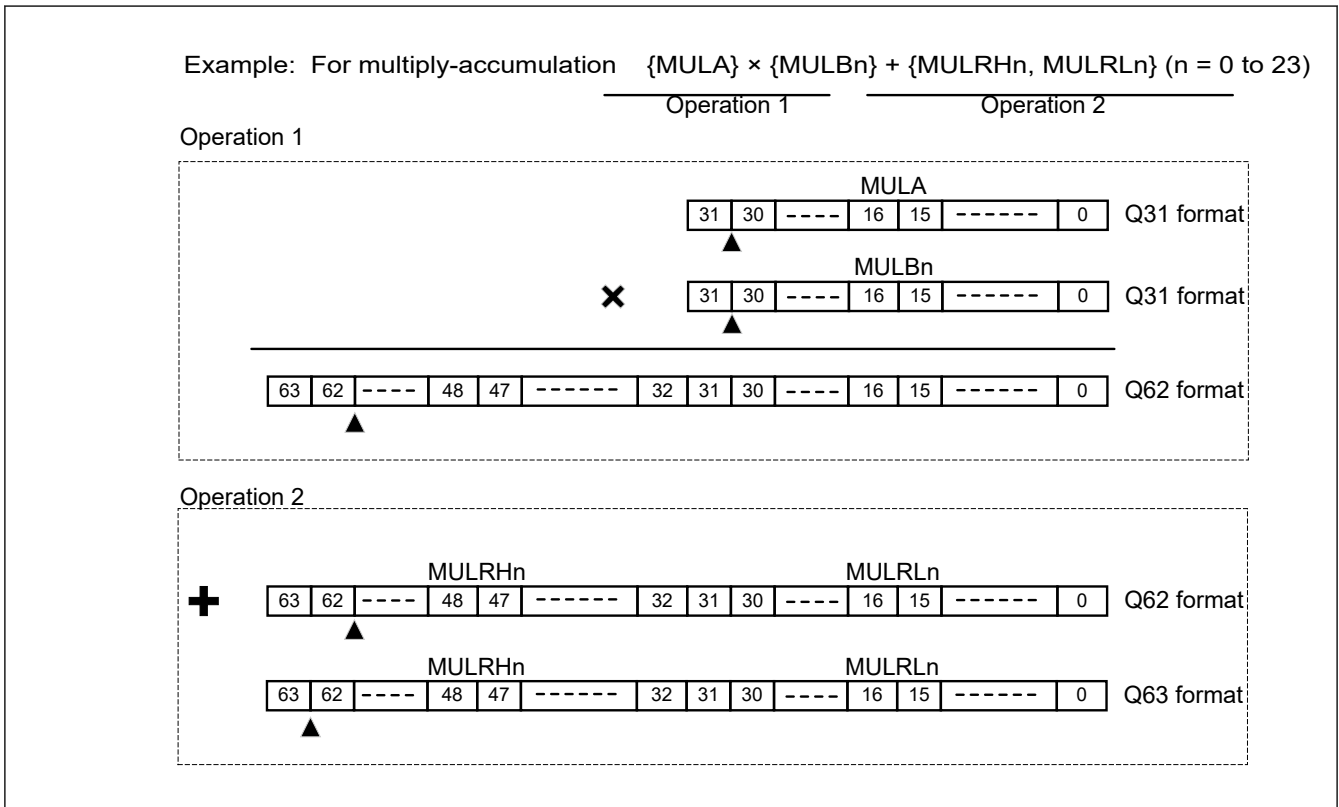 Example: For multiply-accumulation {MULA} × {MULBn} + {MULRHn, MULRLn} (n = 0 to 23)
Operation 1 Operation 2
Operation 1
MULA
31 30 ---- 16 15 ------ 0 Q31 format
MULBn
× 31 30 ---- 16 15 ------ 0 Q31 format
63 62 ---- 48 47 ------ 32 31 30 ---- 16 15 ------ 0 Q62 format
Operation 2
MULRHn MULRLn
+ 63 62 ---- 48 47 ------ 32 31 30 ---- 16 15 ------ 0 Q62 format
MULRHn MULRLn
63 62 ---- 48 47 ------ 32 31 30 ---- 16 15 ------ 0 Q63 format